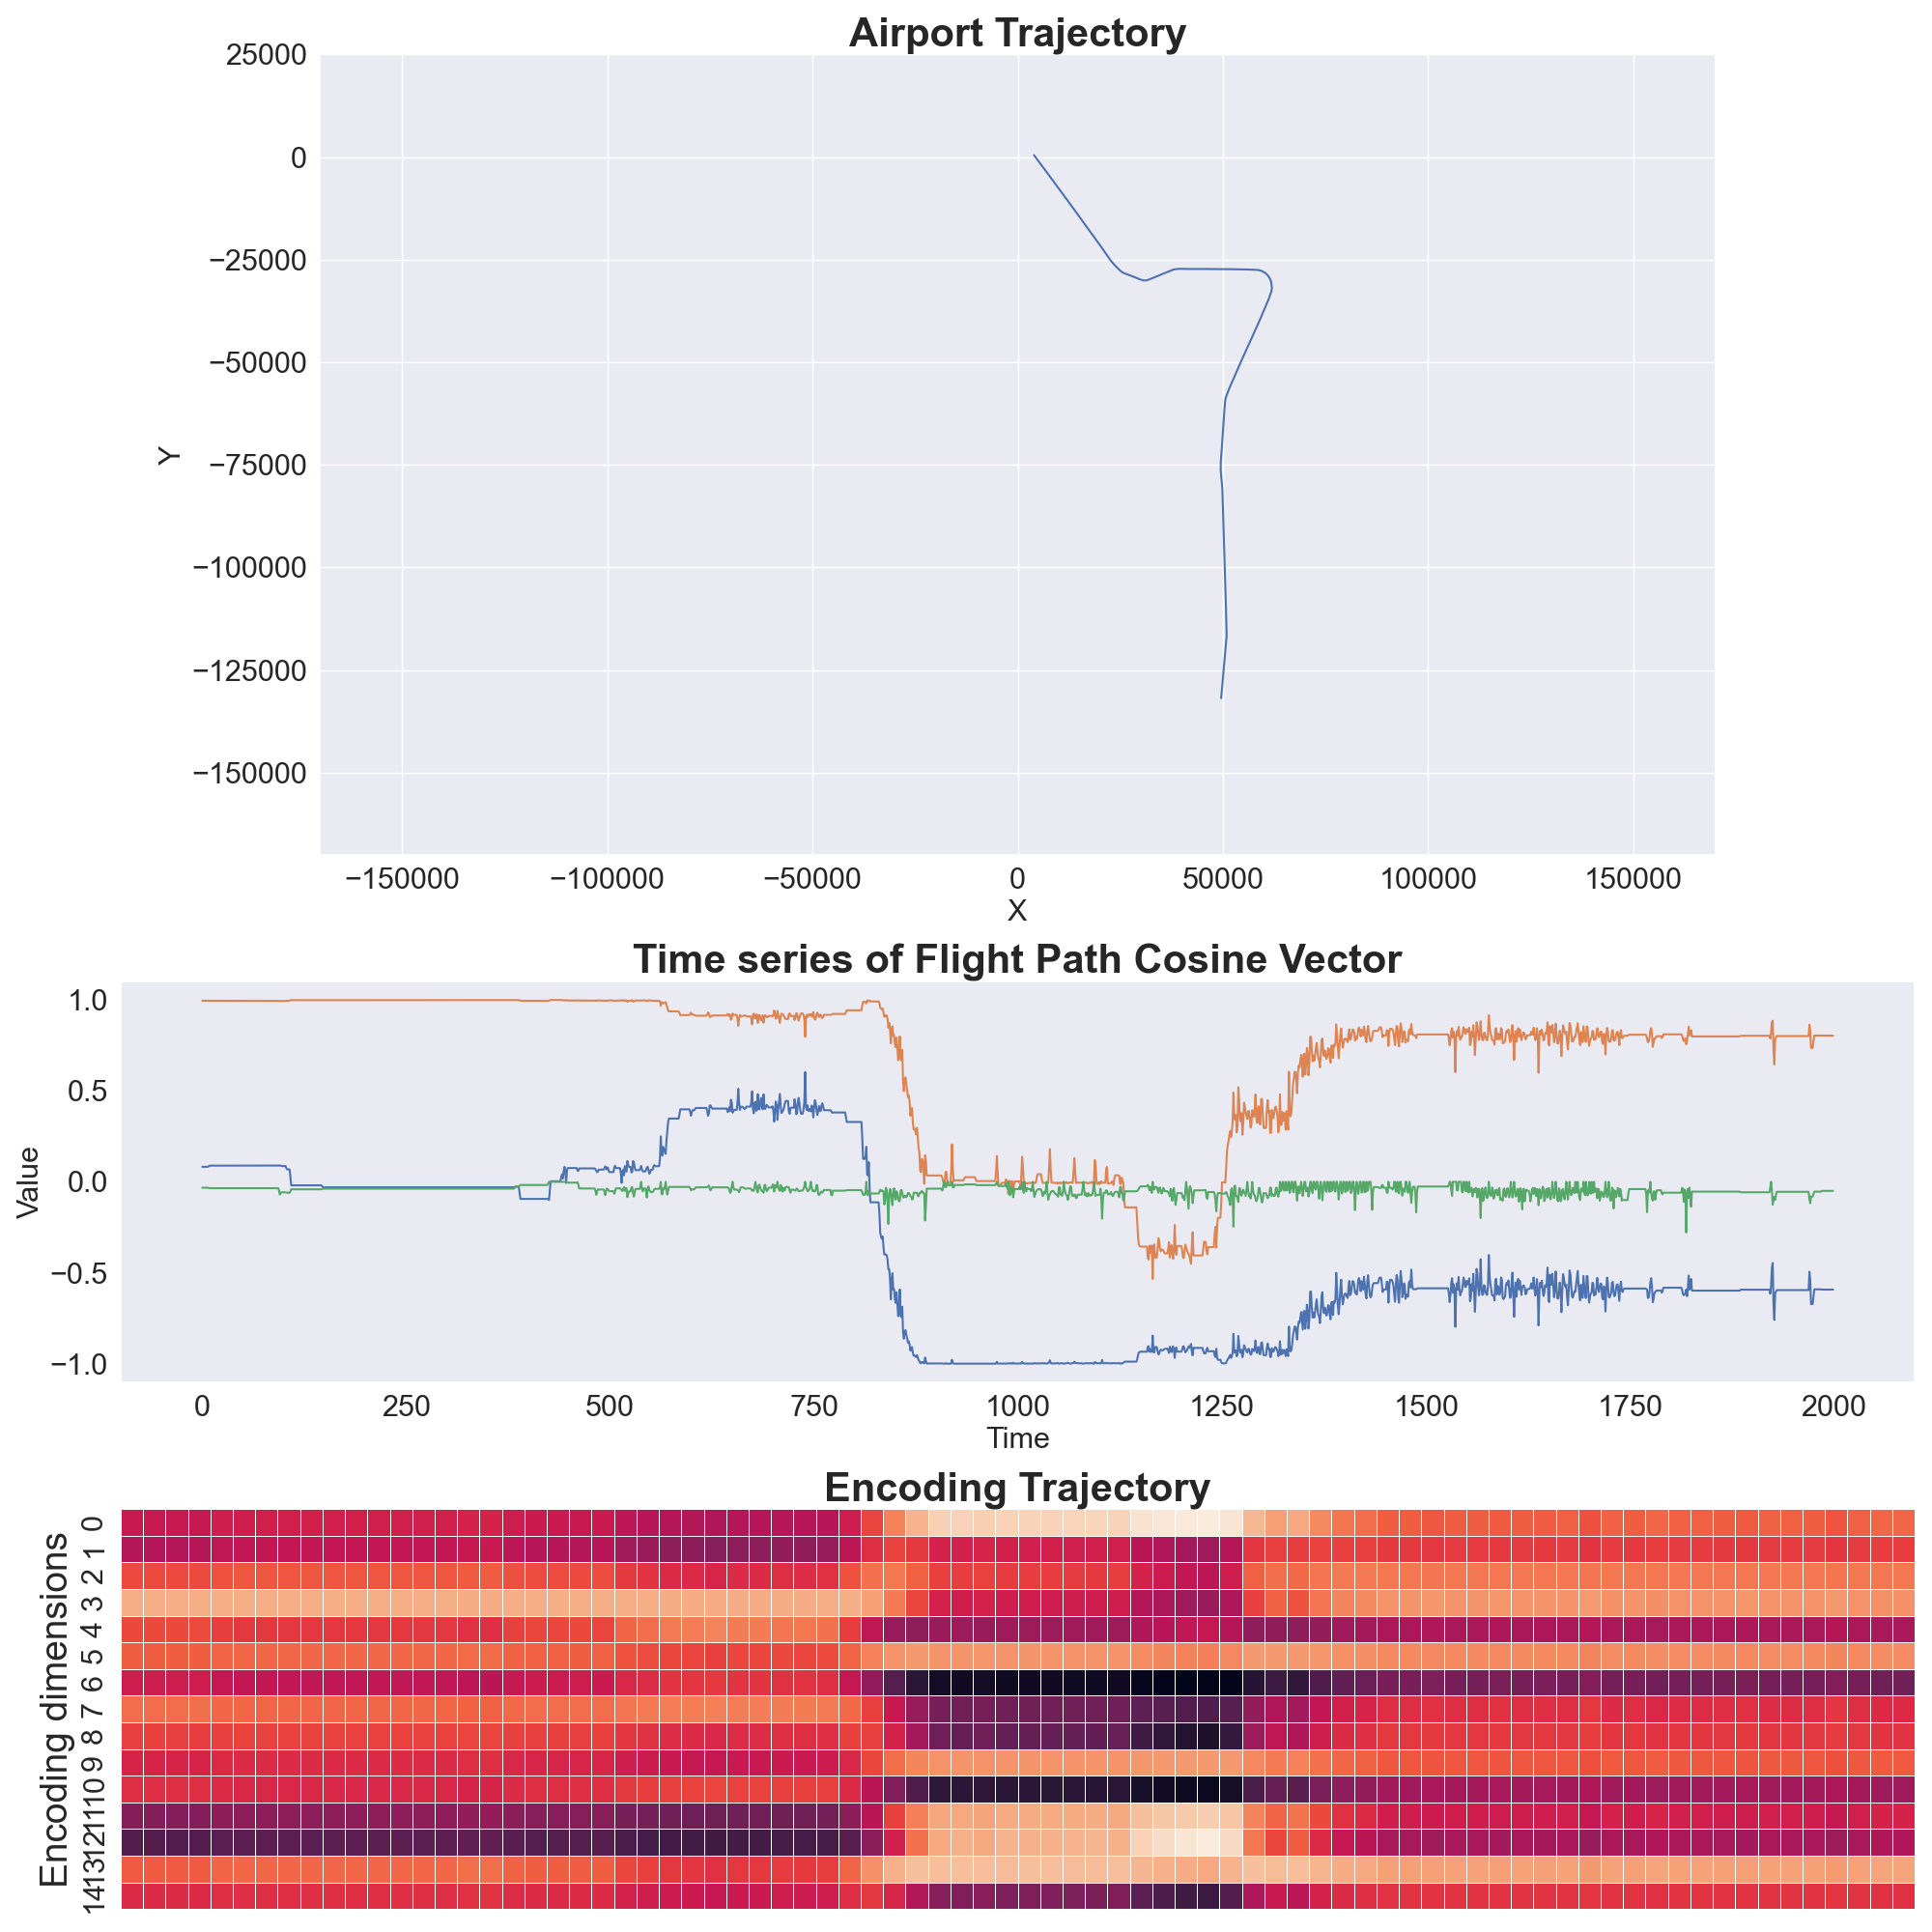 Airport Trajectory
25000
0
−25000
−50000
−75000
−100000
−125000
−150000
Y
−150000 −100000 −50000 0 50000 100000 150000
X
Time series of Flight Path Cosine Vector
1.0
0.5
0.0
−0.5
−1.0
Value
0 250 500 750 1000 1250 1500 1750 2000
Time
Encoding Trajectory
Encoding dimensions
0
1
2
3
4
5
6
7
8
9
10
11
12
13
14